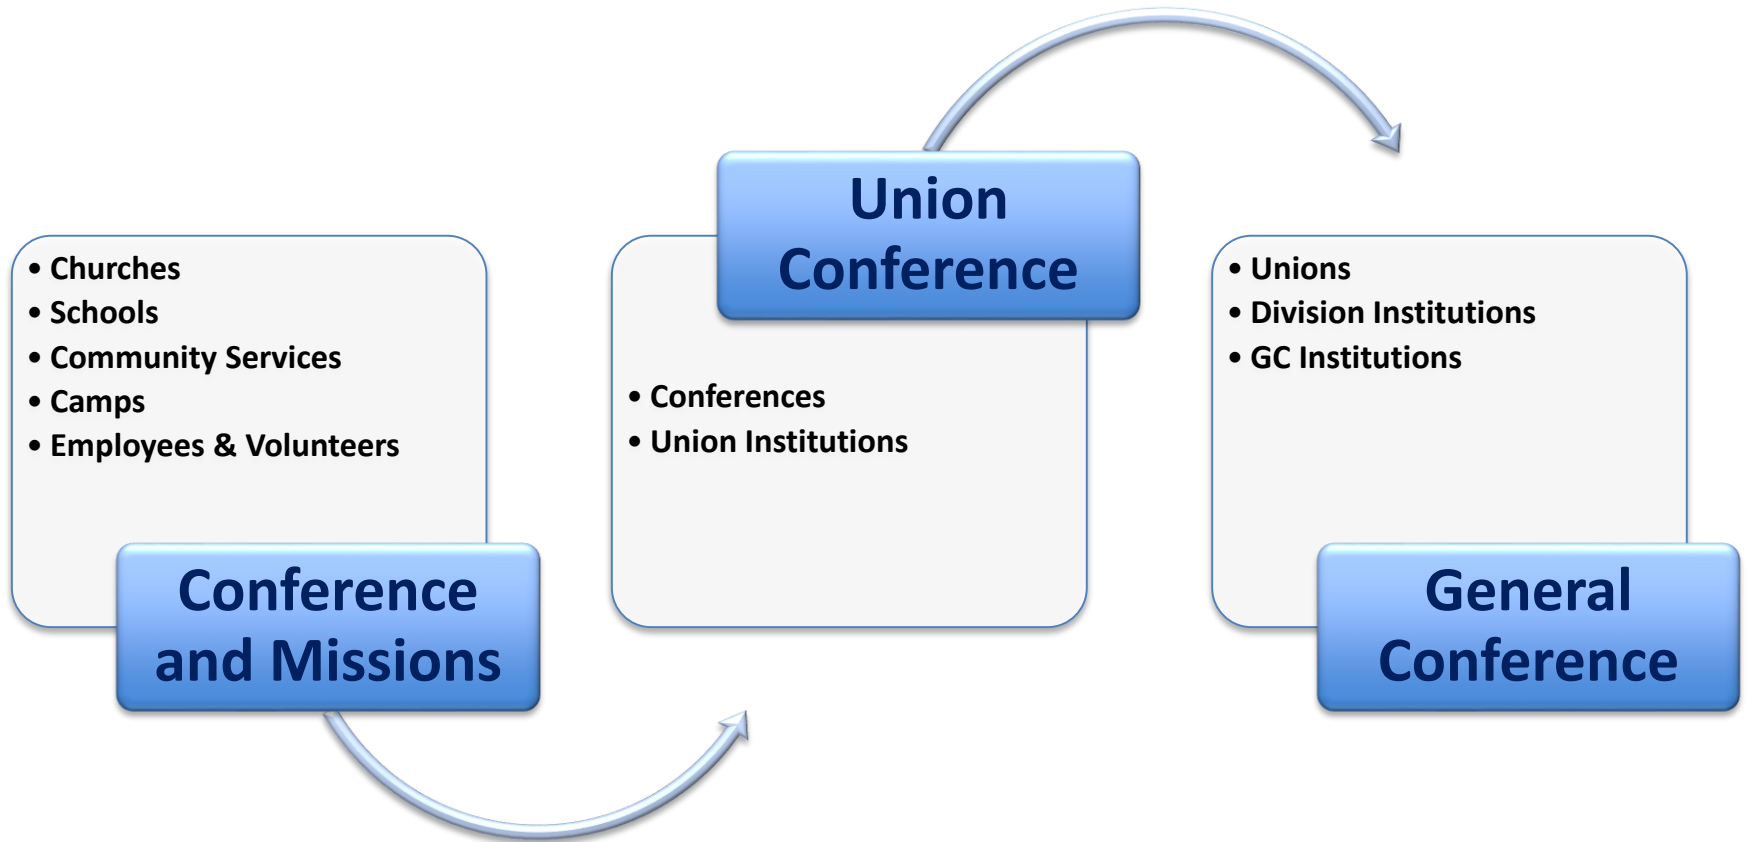 • Churches
• Schools
• Community Services
• Camps
• Employees & Volunteers
Conference
and Missions
Union
Conference
• Conferences
• Union Institutions
• Unions
• Division Institutions
• GC Institutions
General
Conference